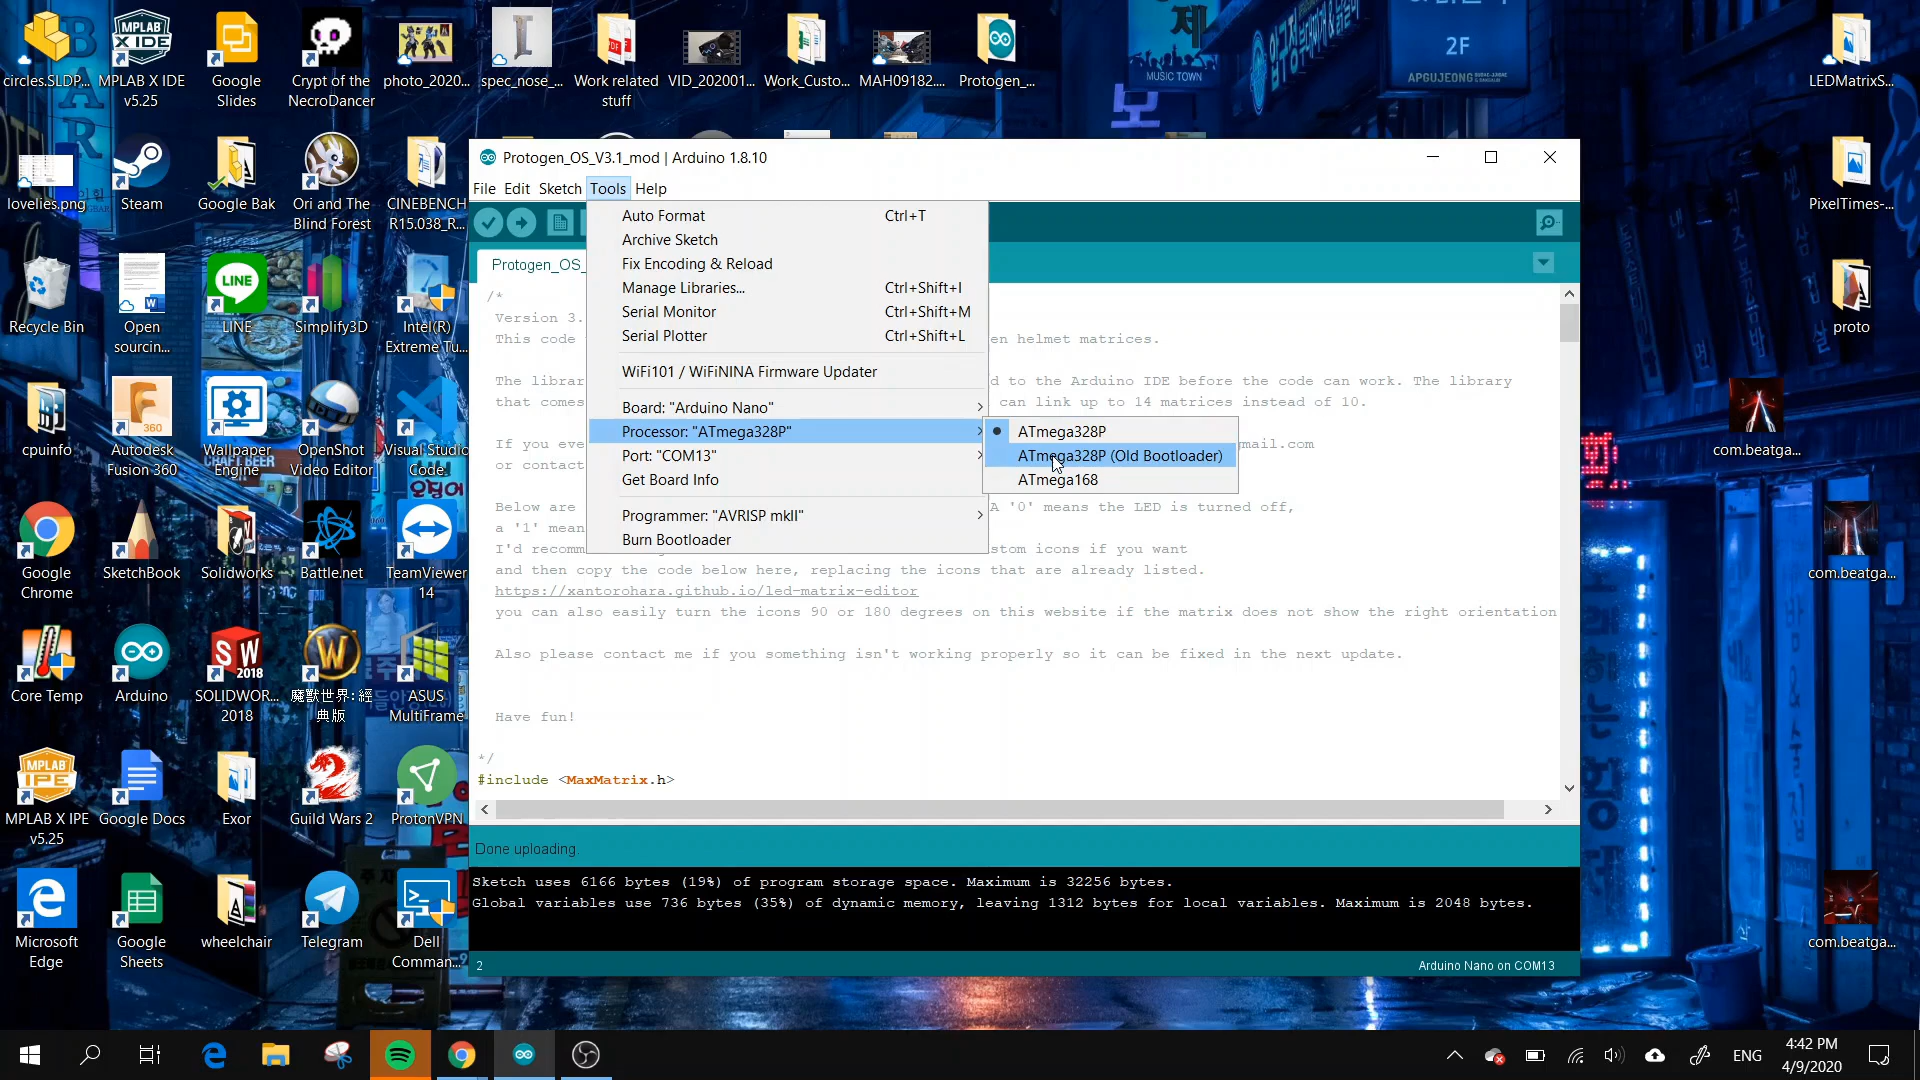 circles.SLDP...
MPLAB X IDE v5.25
Google Slides
Crypt of the NecroDancer
photo_2020...
spec_nose_...
Work related stuff
VID_202001...
Work_Custo...
MAH09182....
Protogen_...
LEDMatrixS...
MUSIC TOWN
2F
APGUJEONG
lovelies.png
Steam
Google Bak
Ori and The Blind Forest
CINEBENCH R15.038_R...
PixelTimes-...
Recycle Bin
Open sourcin...
LINE
Simplify3D
Intel(R) Extreme Tu...
proto
cpuinfo
Autodesk Fusion 360
Wallpaper Engine
OpenShot Video Editor
Visual Studio Code
com.beatga...
Google Chrome
SketchBook
Solidworks
Battle.net
TeamViewer 14
com.beatga...
Core Temp
Arduino
SOLIDWOR... 2018
魔獸世界: 經典版
ASUS MultiFrame
MPLAB X IPE v5.25
Google Docs
Exor
Guild Wars 2
ProtonVPN
Microsoft Edge
Google Sheets
wheelchair
Telegram
Dell Comman...
com.beatga...
Protogen_OS_V3.1_mod | Arduino 1.8.10
File Edit Sketch Tools Help
Protogen_OS_
Auto Format Ctrl+T
Archive Sketch
Fix Encoding & Reload
Manage Libraries... Ctrl+Shift+I
Serial Monitor Ctrl+Shift+M
Serial Plotter Ctrl+Shift+L
WiFi101 / WiFiNINA Firmware Updater
Board: "Arduino Nano"
Processor: "ATmega328P"
Port: "COM13"
Get Board Info
Programmer: "AVRISP mkII"
Burn Bootloader
ATmega328P
ATmega328P (Old Bootloader)
ATmega168
/*
Version 3.
This code en helmet matrices.
The librar d to the Arduino IDE before the code can work. The library
that comes can link up to 14 matrices instead of 10.
If you eve mail.com
or contact
Below are A '0' means the LED is turned off,
a '1' mean
I'd recomm stom icons if you want
and then copy the code below here, replacing the icons that are already listed.
https://xantorohara.github.io/led-matrix-editor
you can also easily turn the icons 90 or 180 degrees on this website if the matrix does not show the right orientation
Also please contact me if you something isn't working properly so it can be fixed in the next update.
Have fun!
*/
#include <MaxMatrix.h>
Done uploading.
Sketch uses 6166 bytes (19%) of program storage space. Maximum is 32256 bytes.
Global variables use 736 bytes (35%) of dynamic memory, leaving 1312 bytes for local variables. Maximum is 2048 bytes.
2
Arduino Nano on COM13
ENG
4:42 PM
4/9/2020